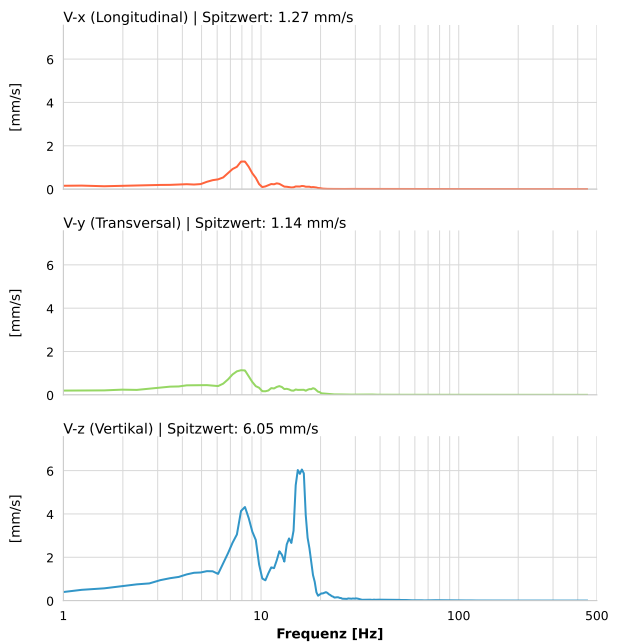 V-x (Longitudinal) | Spitzwert: 1.27 mm/s
[mm/s]
6
4
2
0
V-y (Transversal) | Spitzwert: 1.14 mm/s
[mm/s]
6
4
2
0
V-z (Vertikal) | Spitzwert: 6.05 mm/s
[mm/s]
6
4
2
0
1 10 100 500
Frequenz [Hz]